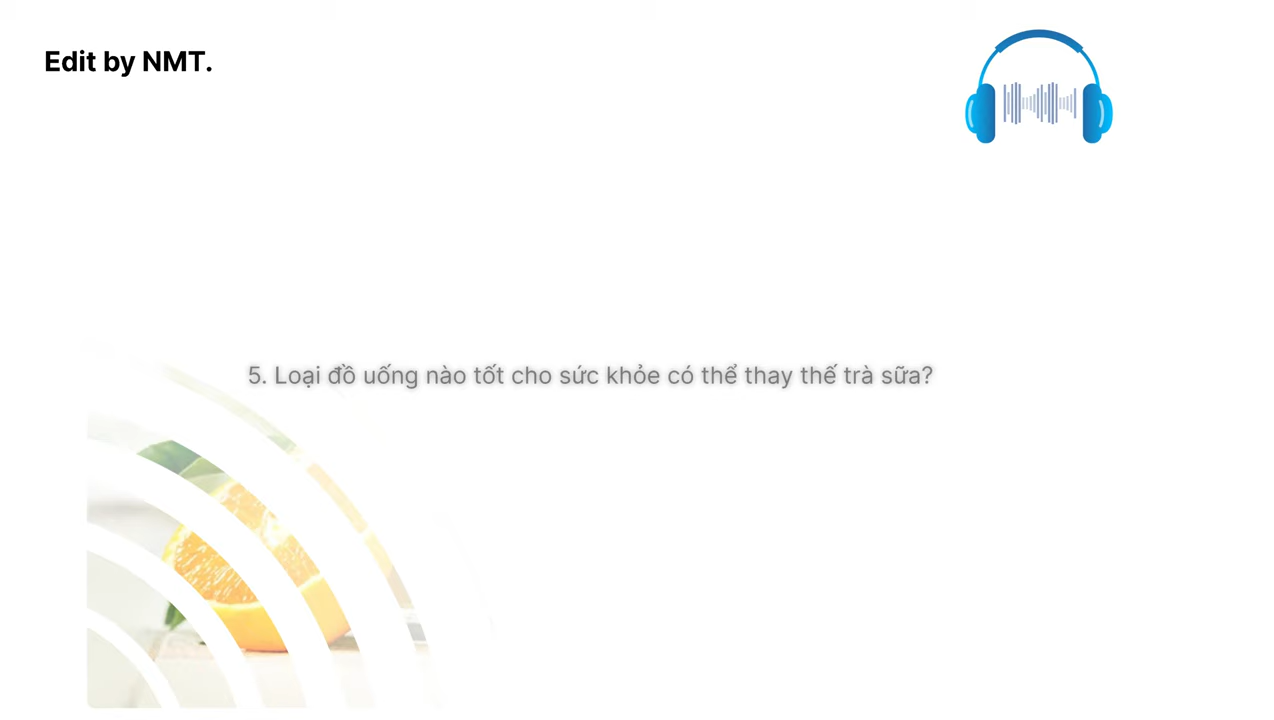 Edit by NMT.
5. Loại đồ uống nào tốt cho sức khỏe có thể thay thế trà sữa?